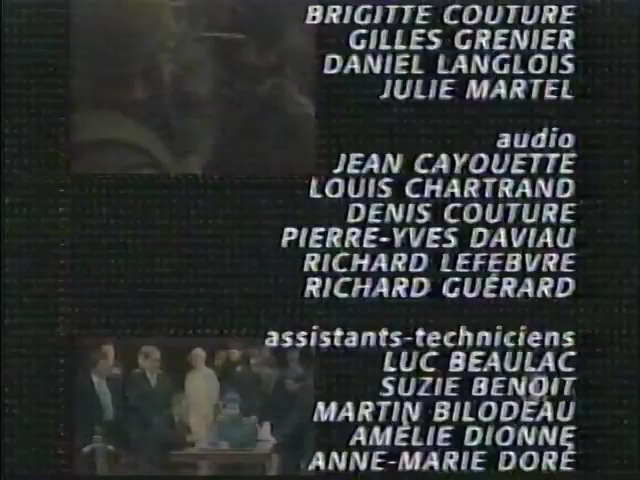 BRIGITTE COUTURE
GILLES GRENIER
DANIEL LANGLOIS
JULIE MARTEL
audio
JEAN CAYOUETTE
LOUIS CHARTRAND
DENIS COUTURE
PIERRE-YVES DAVIAU
RICHARD LEFEBVRE
RICHARD GUÉRARD
assistants-techniciens
LUC BEAULAC
SUZIE BENOIT
MARTIN BILODEAU
AMÉLIE DIONNE
ANNE-MARIE DORÉ